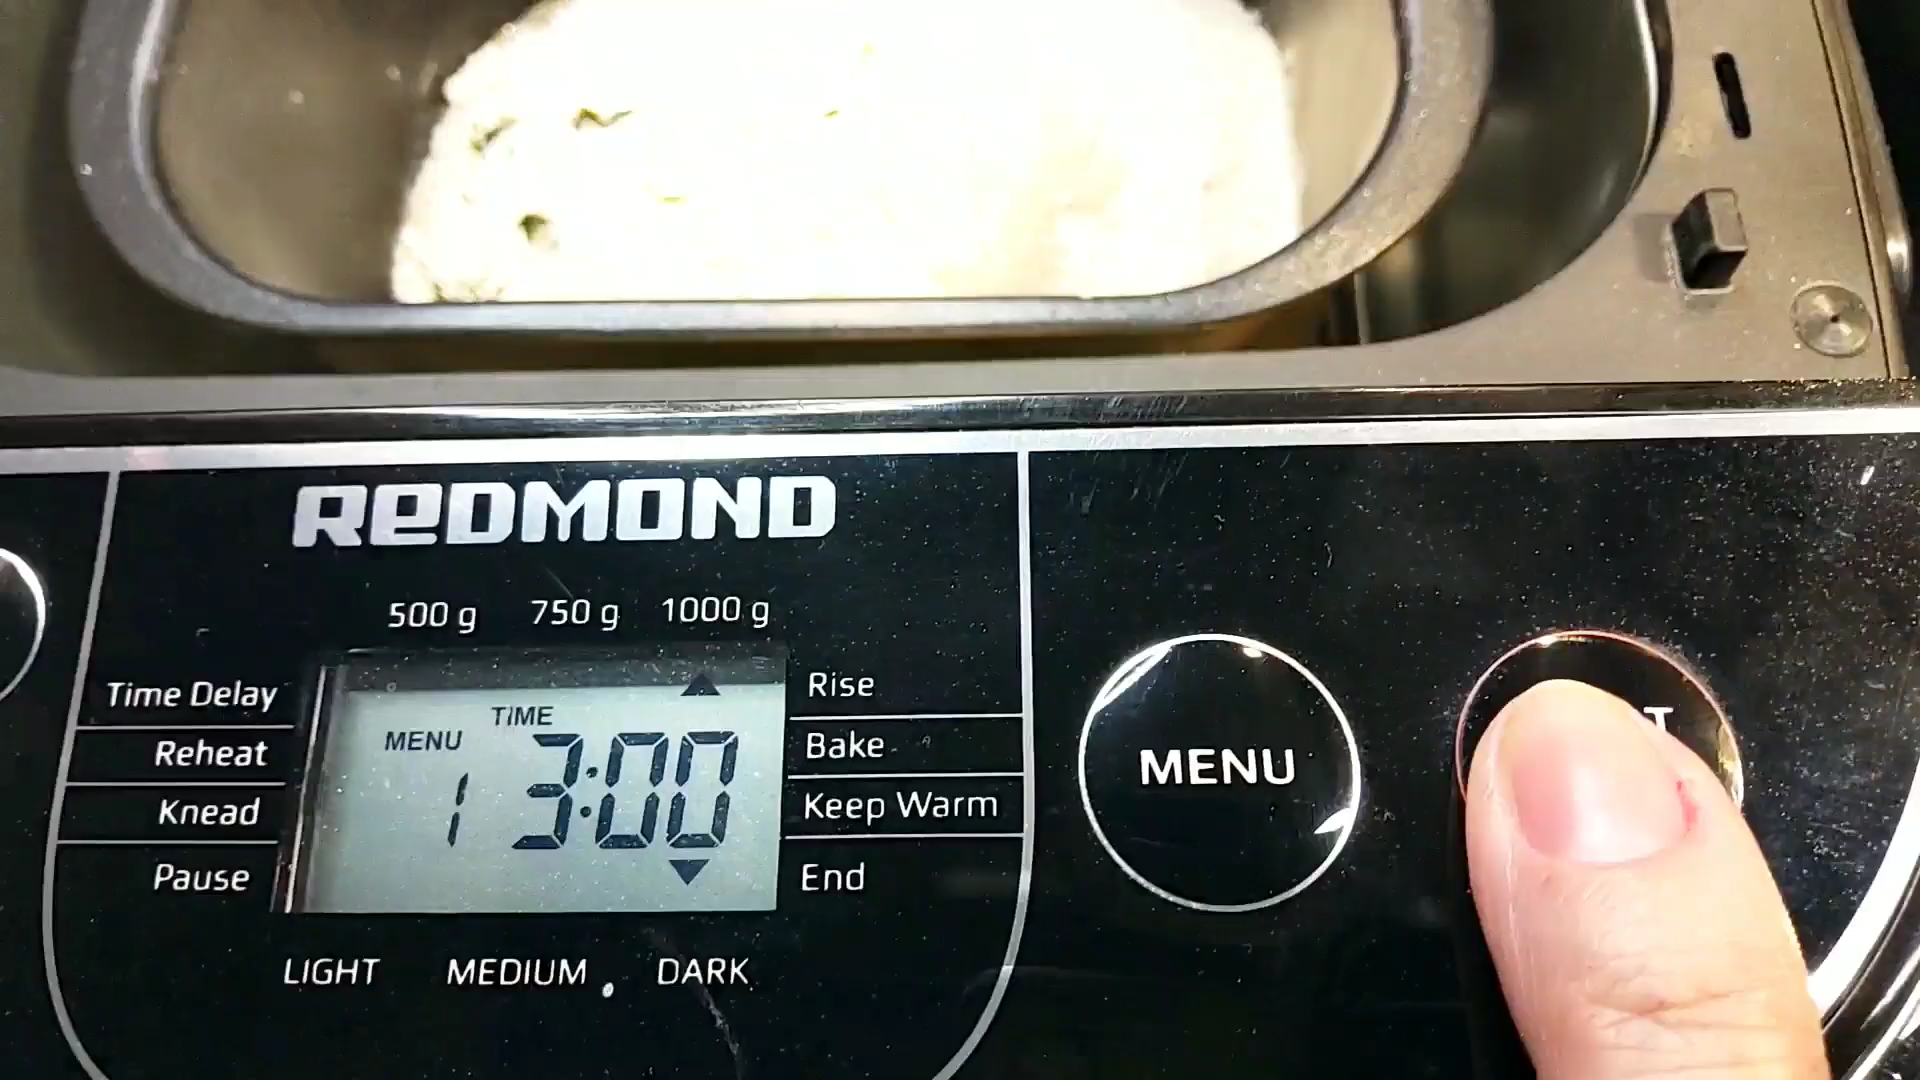 REDMOND
500 g 750 g 1000 g
Time Delay
Reheat
Knead
Pause
MENU TIME
1 3:00
Rise
Bake
Keep Warm
End
LIGHT MEDIUM DARK
MENU